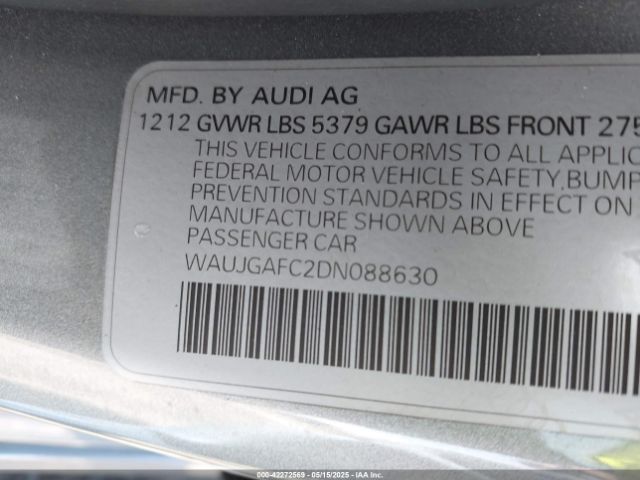 MFD. BY AUDI AG
1212 GVWR LBS 5379 GAWR LBS FRONT 275
THIS VEHICLE CONFORMS TO ALL APPLIC
FEDERAL MOTOR VEHICLE SAFETY,BUMP
PREVENTION STANDARDS IN EFFECT ON
MANUFACTURE SHOWN ABOVE
PASSENGER CAR
WAUJGAFC2DN088630
000-42272569 - 05/15/2025 - IAAI.COM